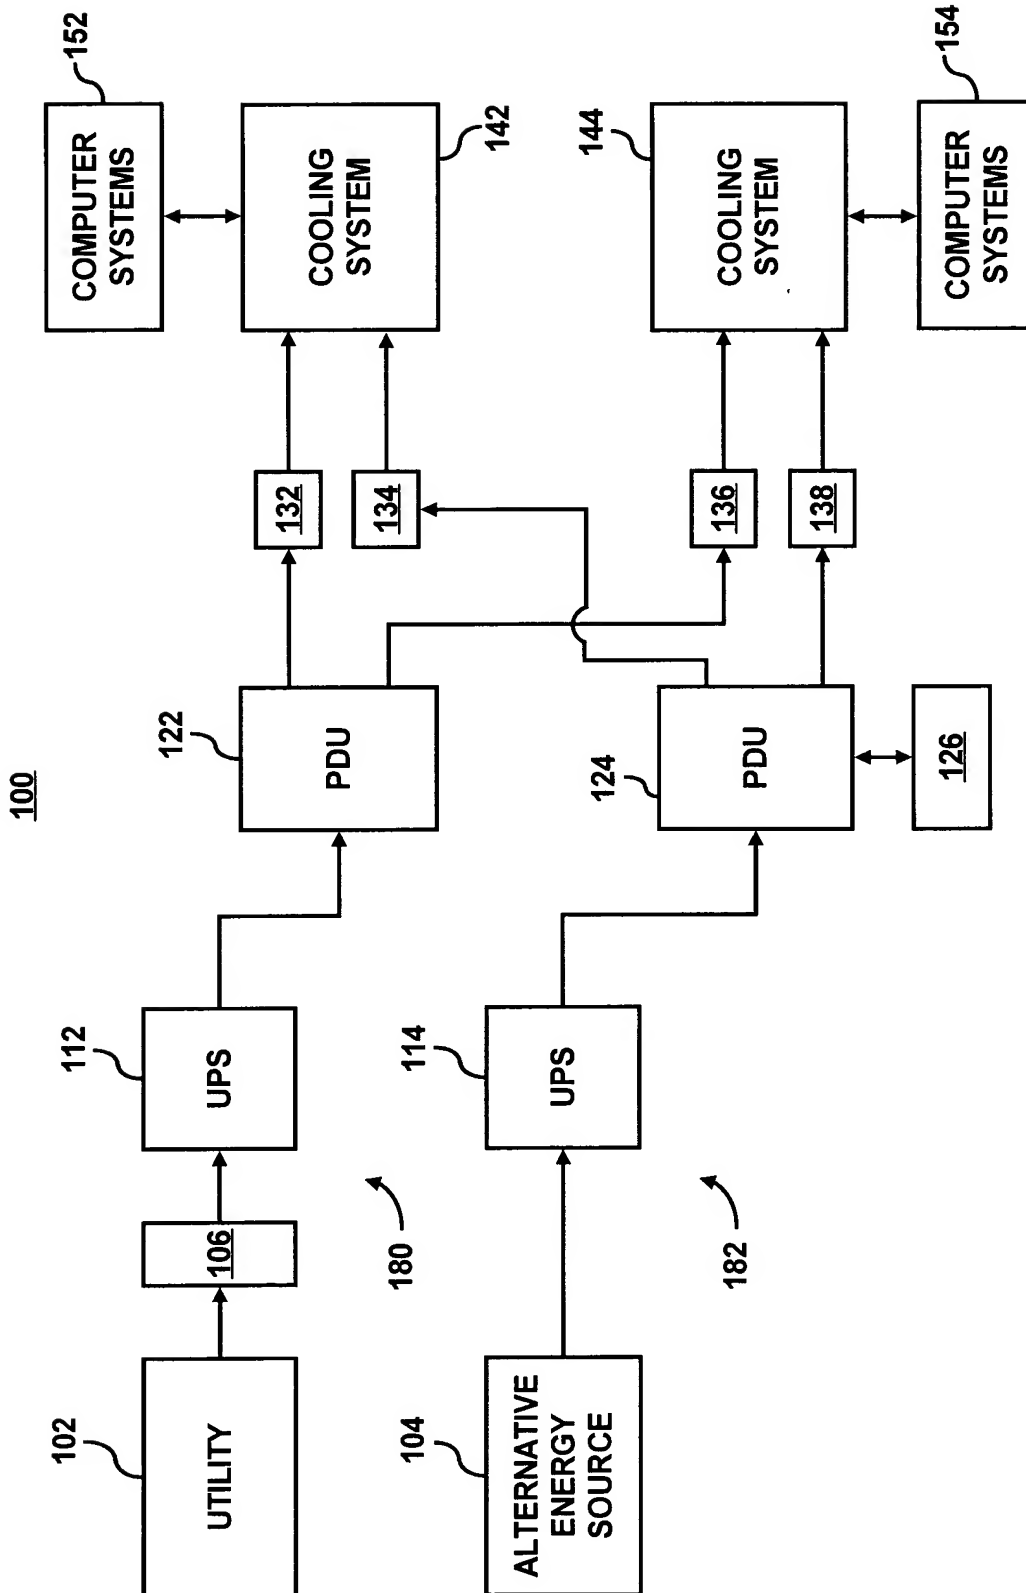 100
102
UTILITY
106
112
UPS
180
122
PDU
132
134
152
COMPUTER
SYSTEMS
COOLING
SYSTEM
142
104
ALTERNATIVE
ENERGY
SOURCE
114
UPS
182
124
PDU
126
136
138
144
COOLING
SYSTEM
154
COMPUTER
SYSTEMS